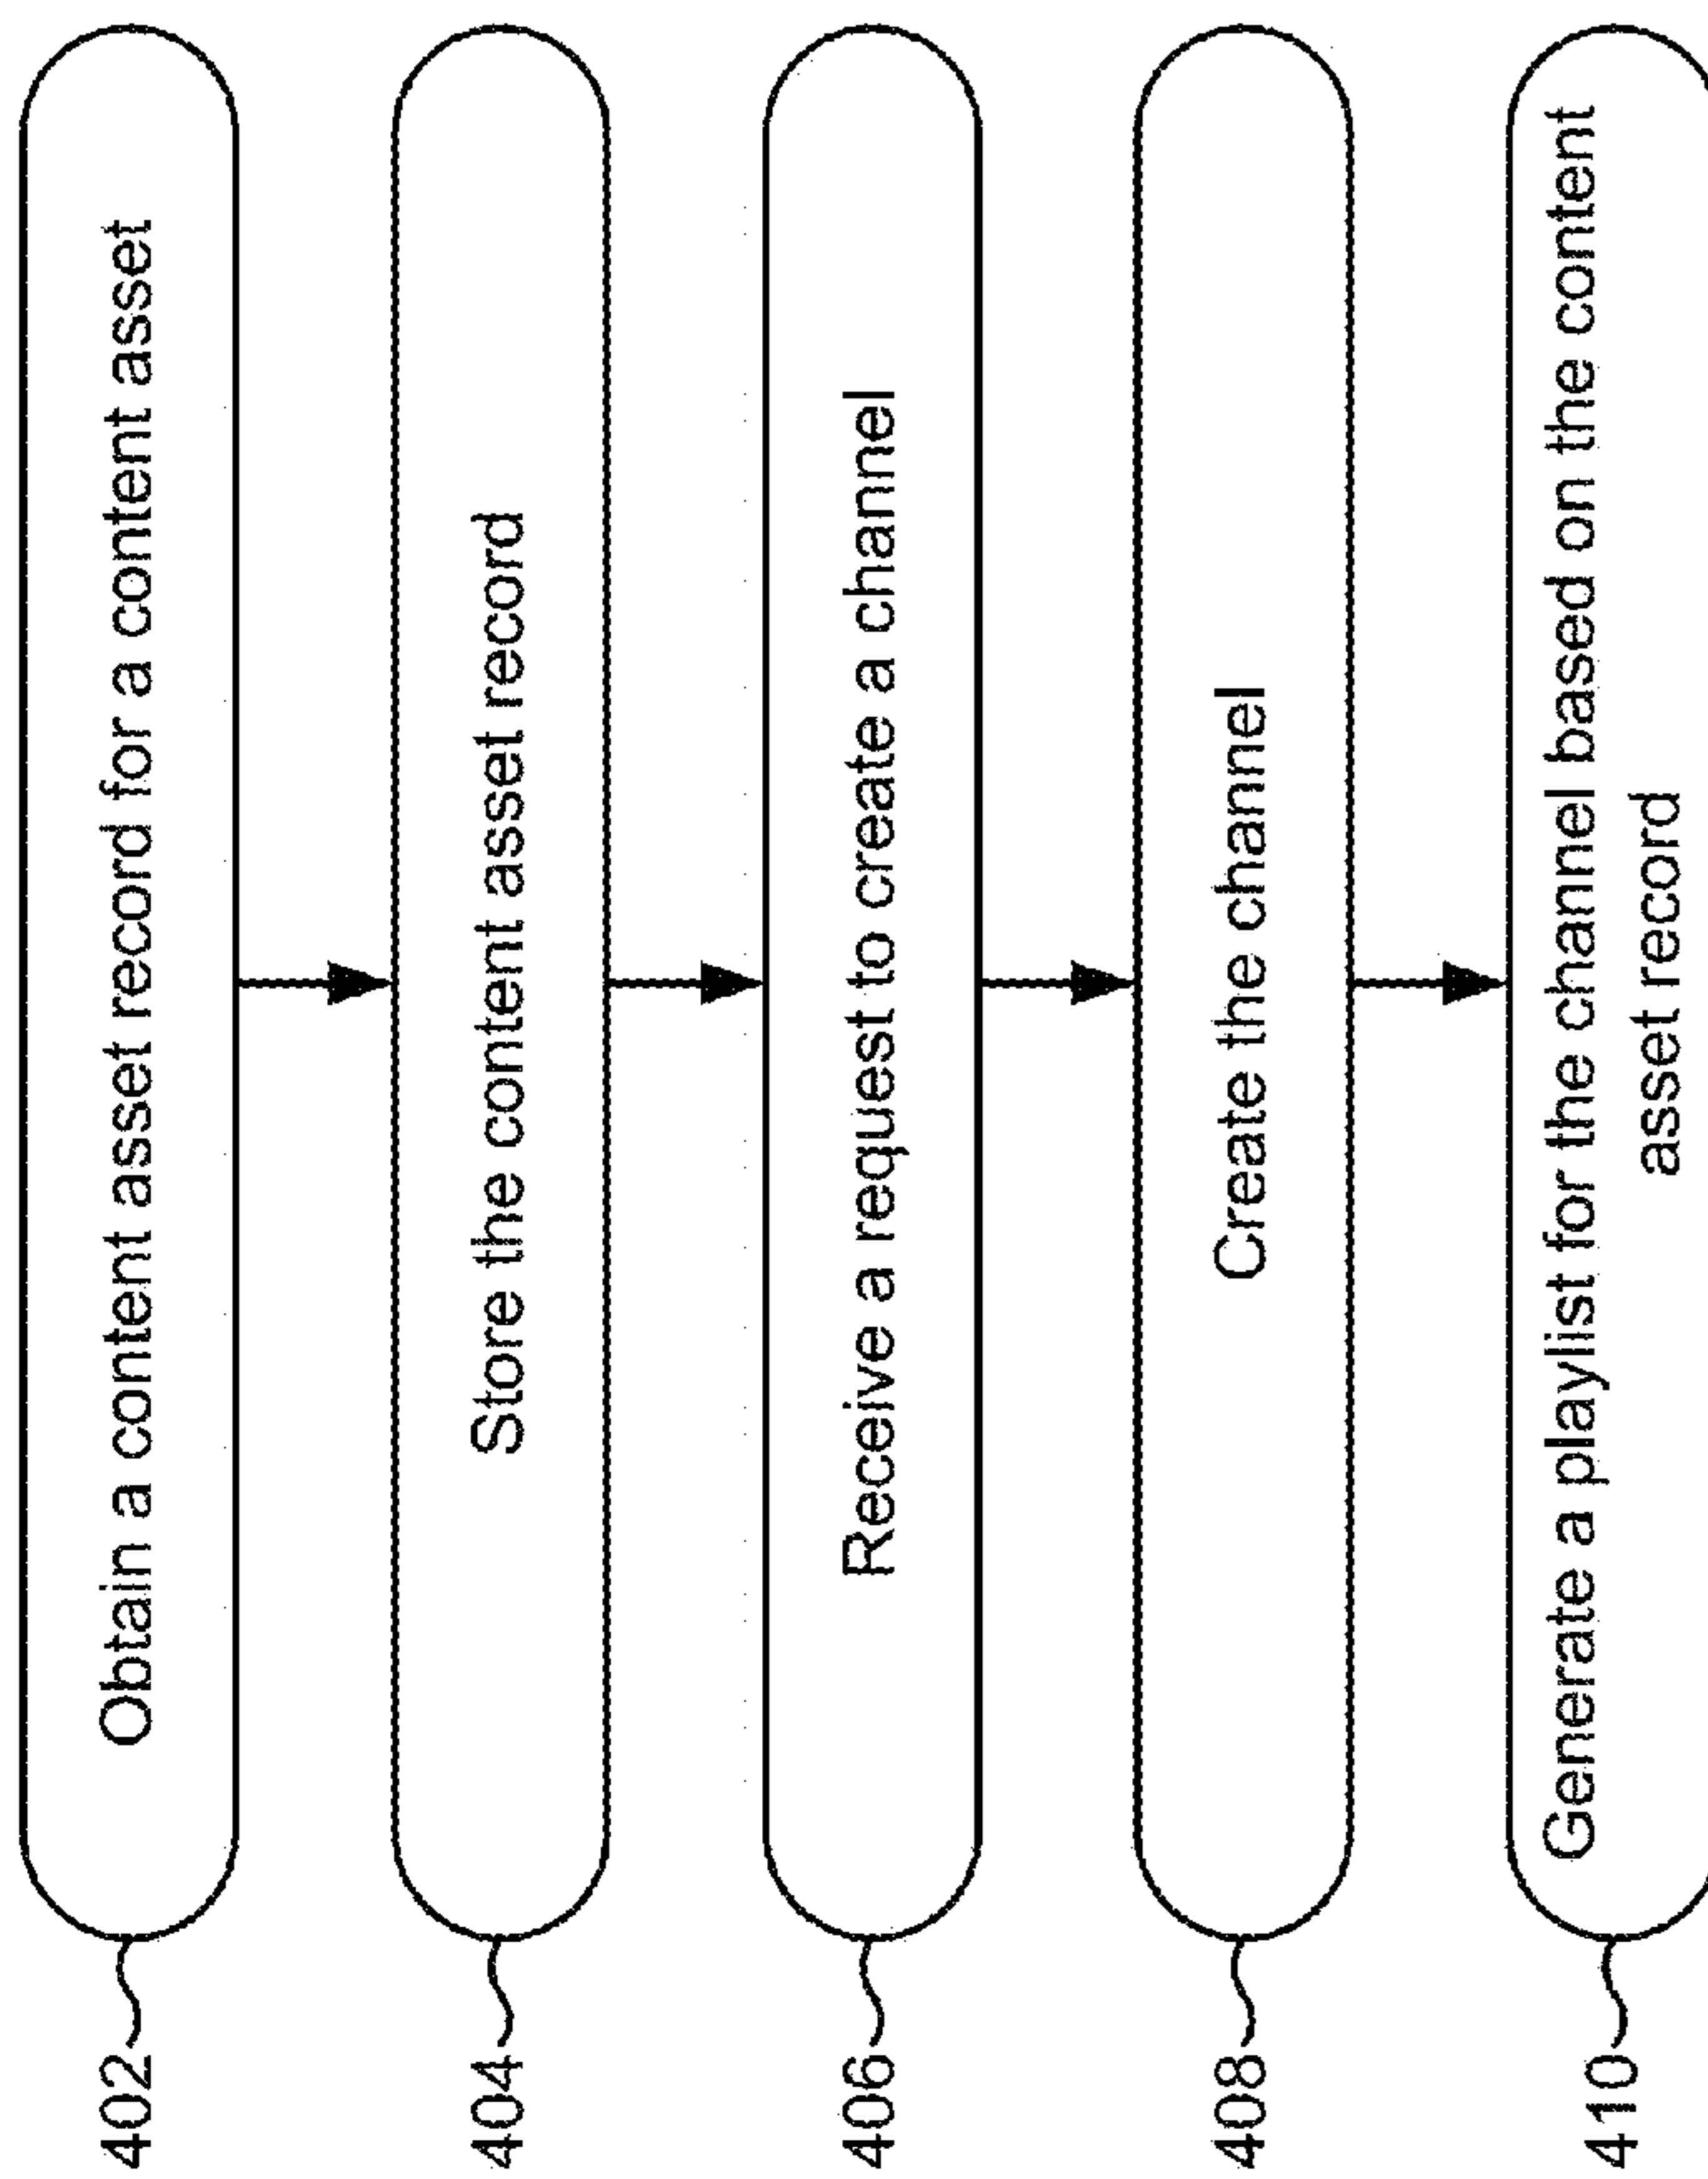 402
Obtain a content asset record for a content asset
404
Store the content asset record
406
Receive a request to create a channel
408
Create the channel
410
Generate a playlist for the channel based on the content
asset record